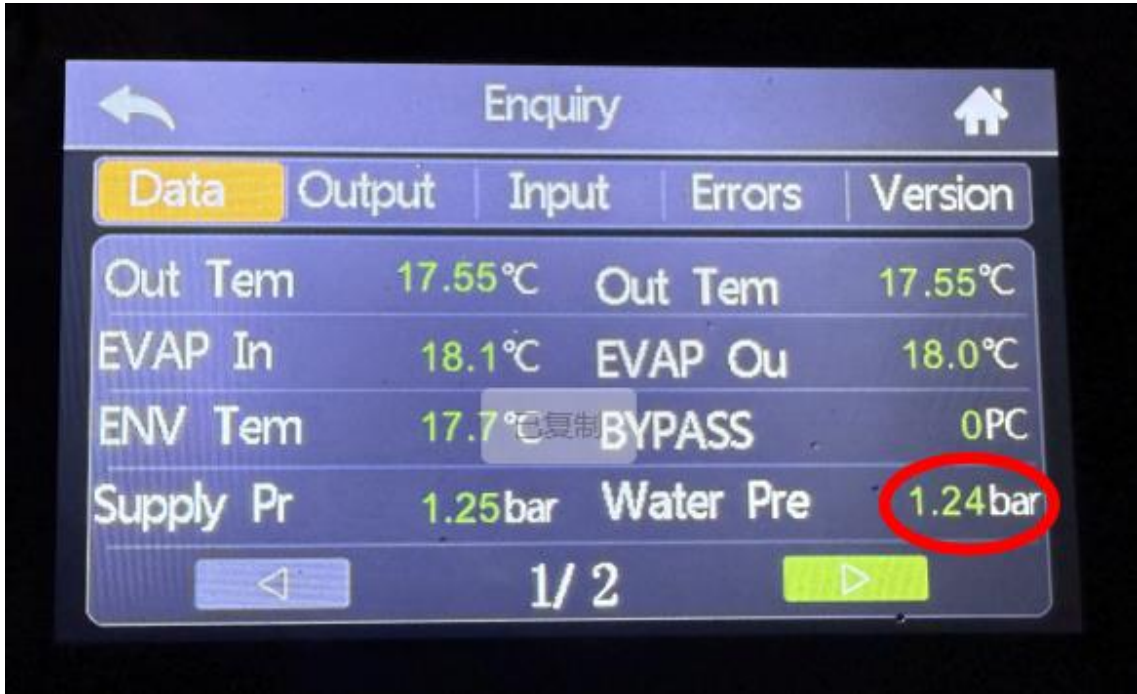 Enquiry
Data Output Input Errors Version
Out Tem 17.55℃ Out Tem 17.55℃
EVAP In 18.1℃ EVAP Ou 18.0℃
ENV Tem 17.7℃ BYPASS 0PC
已复制
Supply Pr 1.25bar Water Pre 1.24bar
1/2